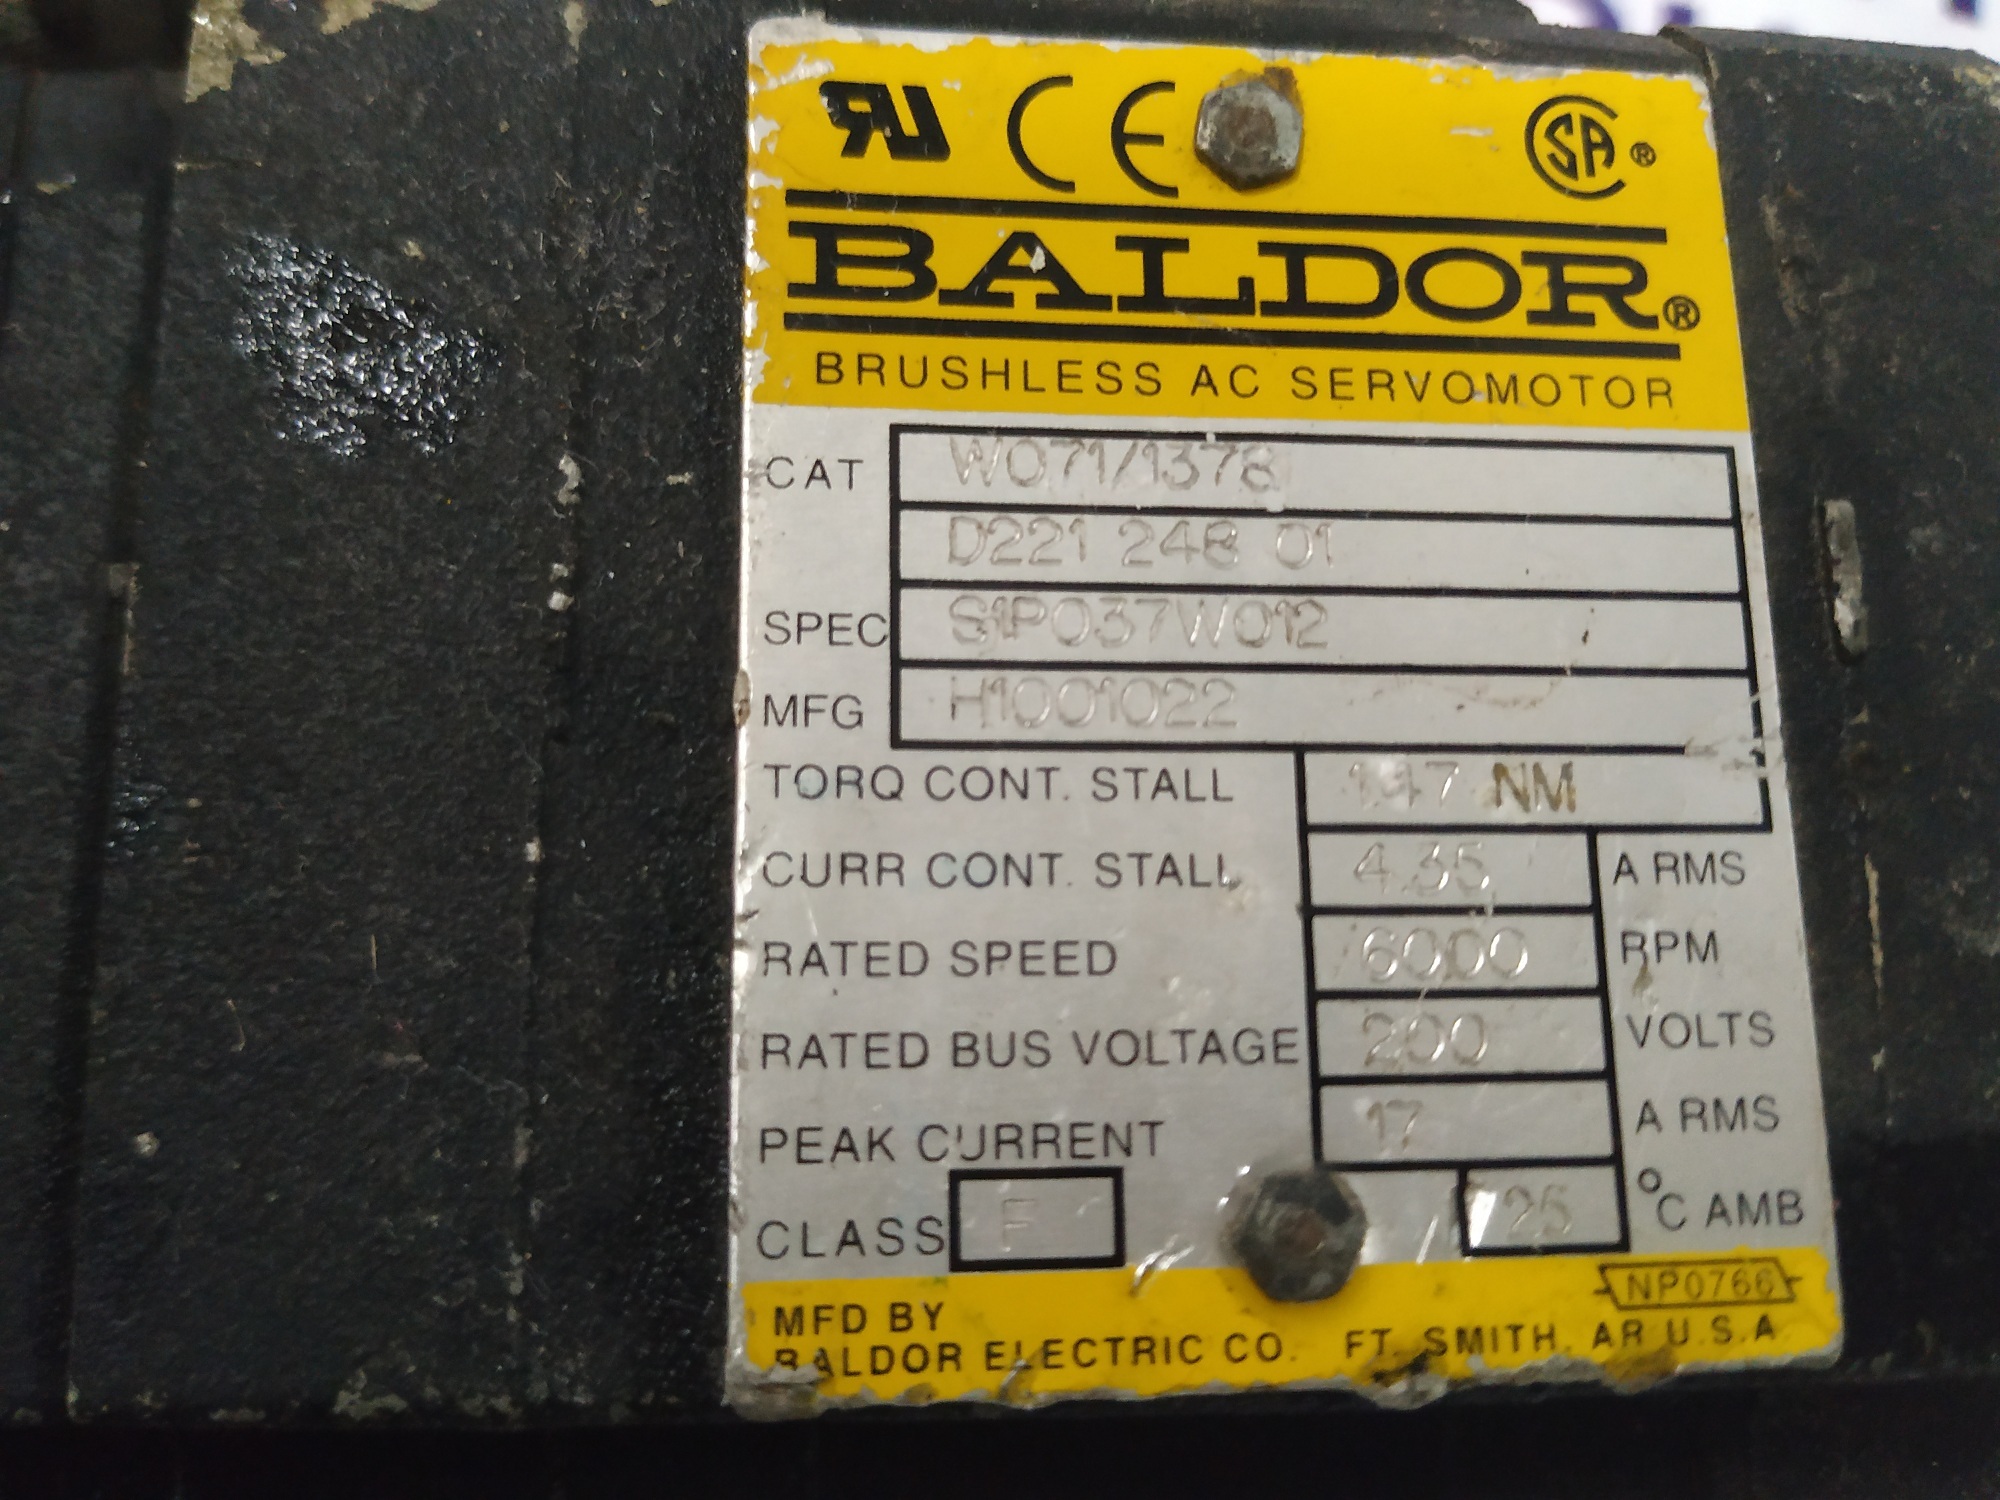 RU CE SA ®
BALDOR®
BRUSHLESS AC SERVOMOTOR
CAT W071/1378
D221 248 01
SPEC S1P037W012
MFG H1001022
TORQ CONT. STALL NM
CURR CONT. STALL 4.35 A RMS
RATED SPEED 6000 RPM
RATED BUS VOLTAGE 200 VOLTS
PEAK CURRENT 17 A RMS
CLASS F 25 °C AMB
NP0766
MFD BY
BALDOR ELECTRIC CO. FT. SMITH, AR U.S.A